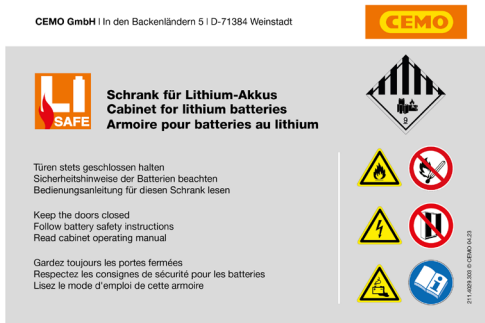 CEMO GmbH | In den Backenländern 5 | D-71384 Weinstadt
CEMO
LI
SAFE
Schrank für Lithium-Akkus
Cabinet for lithium batteries
Armoire pour batteries au lithium
9
Türen stets geschlossen halten
Sicherheitshinweise der Batterien beachten
Bedienungsanleitung für diesen Schrank lesen
Keep the doors closed
Follow battery safety instructions
Read cabinet operating manual
Gardez toujours les portes fermées
Respectez les consignes de sécurité pour les batteries
Lisez le mode d'emploi de cette armoire
211.4029.303 © CEMO 04.23